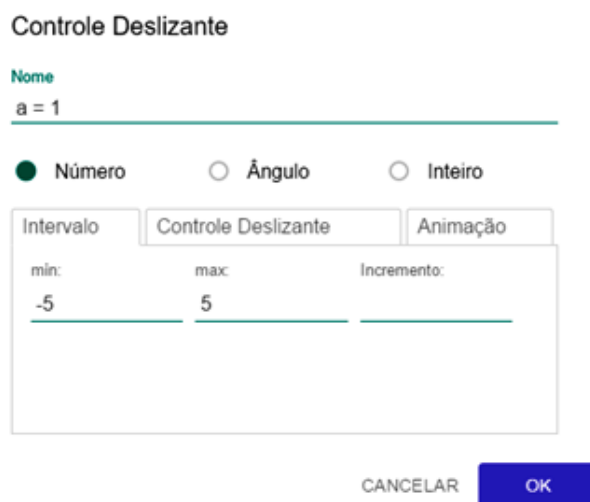 Controle Deslizante
Nome
a = 1
Número Ângulo Inteiro
Intervalo Controle Deslizante Animação
min: max: Incremento:
-5 5
CANCELAR OK